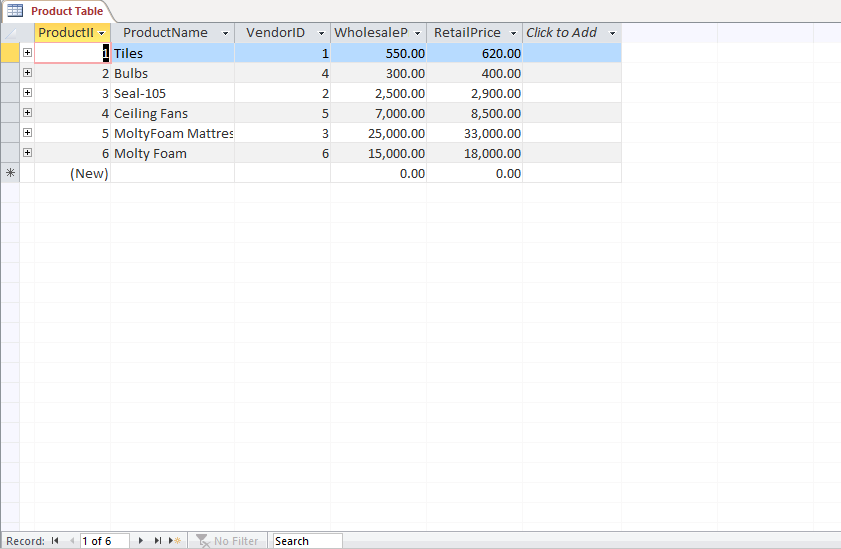 Product Table
ProductII ProductName VendorID WholesaleP RetailPrice Click to Add
1 Tiles 1 550.00 620.00
2 Bulbs 4 300.00 400.00
3 Seal-105 2 2,500.00 2,900.00
4 Ceiling Fans 5 7,000.00 8,500.00
5 MoltyFoam Mattres 3 25,000.00 33,000.00
6 Molty Foam 6 15,000.00 18,000.00
(New) 0.00 0.00
Record: 1 of 6 No Filter Search